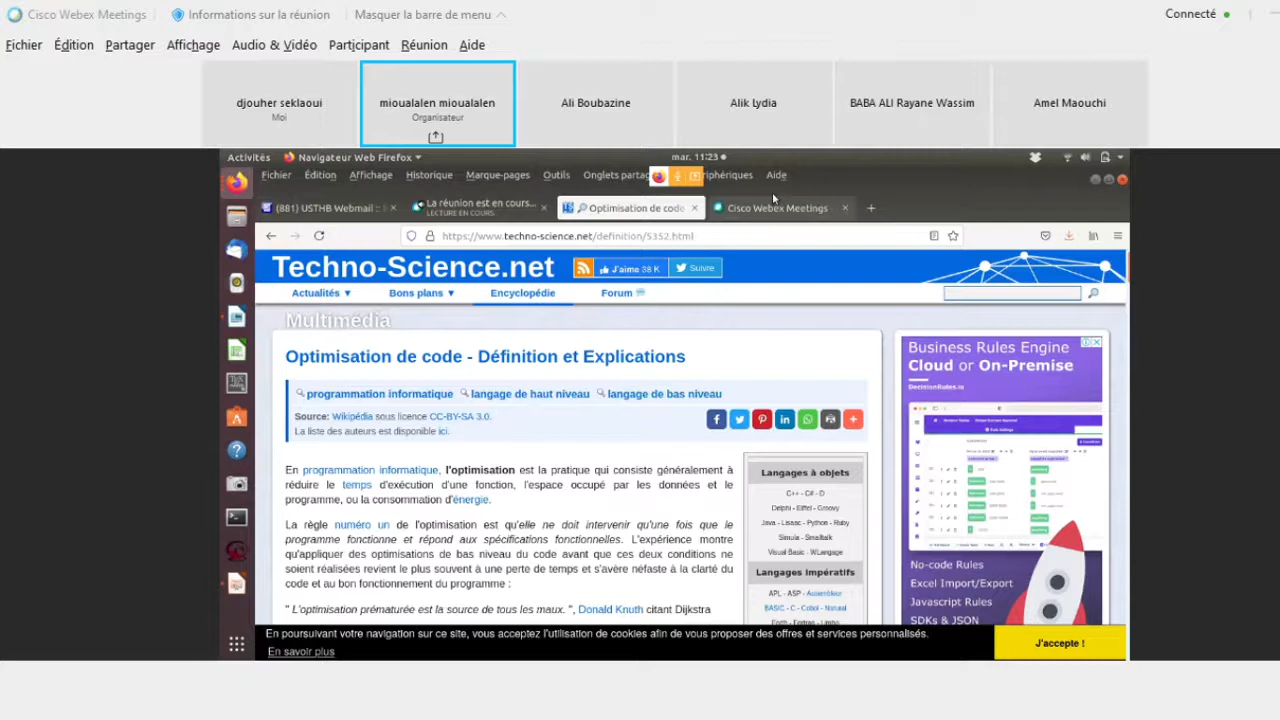 Cisco Webex Meetings
Informations sur la réunion
Masquer la barre de menu
Connecté
Fichier Édition Partager Affichage Audio & Vidéo Participant Réunion Aide
djouher seklaoui
Moi
mioualalen mioualalen
Organisateur
Ali Boubazine
Alik Lydia
BABA ALI Rayane Wassim
Amel Maouchi
Activités
Navigateur Web Firefox
mar. 11:23
Fichier Édition Affichage Historique Marque-pages Outils Onglets partag riphériques Aide
(881) USTHB Webmail ::
La réunion est en cours...
LECTURE EN COURS
Optimisation de code
Cisco Webex Meetings
https://www.techno-science.net/definition/5352.html
Techno-Science.net
J'aime 38 K
Suivre
Actualités ▼ Bons plans ▼ Encyclopédie Forum
Multimédia
Optimisation de code - Définition et Explications
programmation informatique langage de haut niveau langage de bas niveau
Source: Wikipédia sous licence CC-BY-SA 3.0.
La liste des auteurs est disponible ici.
En programmation informatique, l'optimisation est la pratique qui consiste généralement à
réduire le temps d'exécution d'une fonction, l'espace occupé par les données et le
programme, ou la consommation d'énergie.
La règle numéro un de l'optimisation est qu'elle ne doit intervenir qu'une fois que le
programme fonctionne et répond aux spécifications fonctionnelles. L'expérience montre
qu'appliquer des optimisations de bas niveau du code avant que ces deux conditions ne
soient réalisées revient le plus souvent à une perte de temps et s'avère néfaste à la clarté du
code et au bon fonctionnement du programme :
" L'optimisation prématurée est la source de tous les maux. ", Donald Knuth citant Dijkstra
Langages à objets
C++ - C# - D
Delphi - Eiffel - Groovy
Java - Lisaac - Python - Ruby
Simula - Smalltalk
Visual Basic - WLangage
Langages impératifs
APL - ASP - Assembleur
BASIC - C - Cobol - Natural
Business Rules Engine
Cloud or On-Premise
DecisionRules.io
No-code Rules
Excel Import/Export
Javascript Rules
SDKs & JSON
En poursuivant votre navigation sur ce site, vous acceptez l'utilisation de cookies afin de vous proposer des offres et services personnalisés.
En savoir plus
J'accepte !